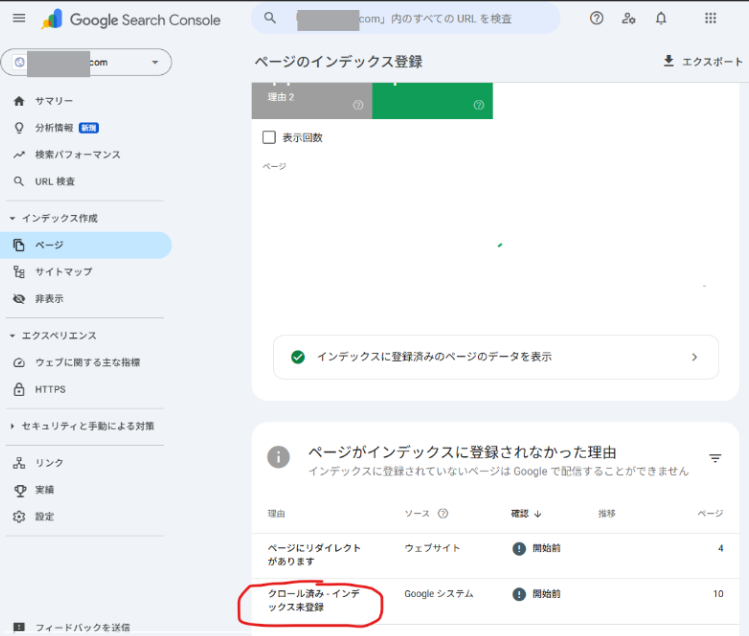 Google Search Console
.com」内のすべての URL を検査
com
ページのインデックス登録
エクスポート
サマリー
分析情報 新規
検索パフォーマンス
URL 検査
インデックス作成
ページ
サイトマップ
非表示
エクスペリエンス
ウェブに関する主な指標
HTTPS
セキュリティと手動による対策
リンク
実績
設定
フィードバックを送信
理由 2
表示回数
ページ
インデックスに登録済みのページのデータを表示
ページがインデックスに登録されなかった理由
インデックスに登録されていないページは Google で配信することができません
理由 ソース 確認 推移 ページ
ページにリダイレクト
があります
ウェブサイト 開始前 4
クロール済み - インデ
ックス未登録
Google システム 開始前 10